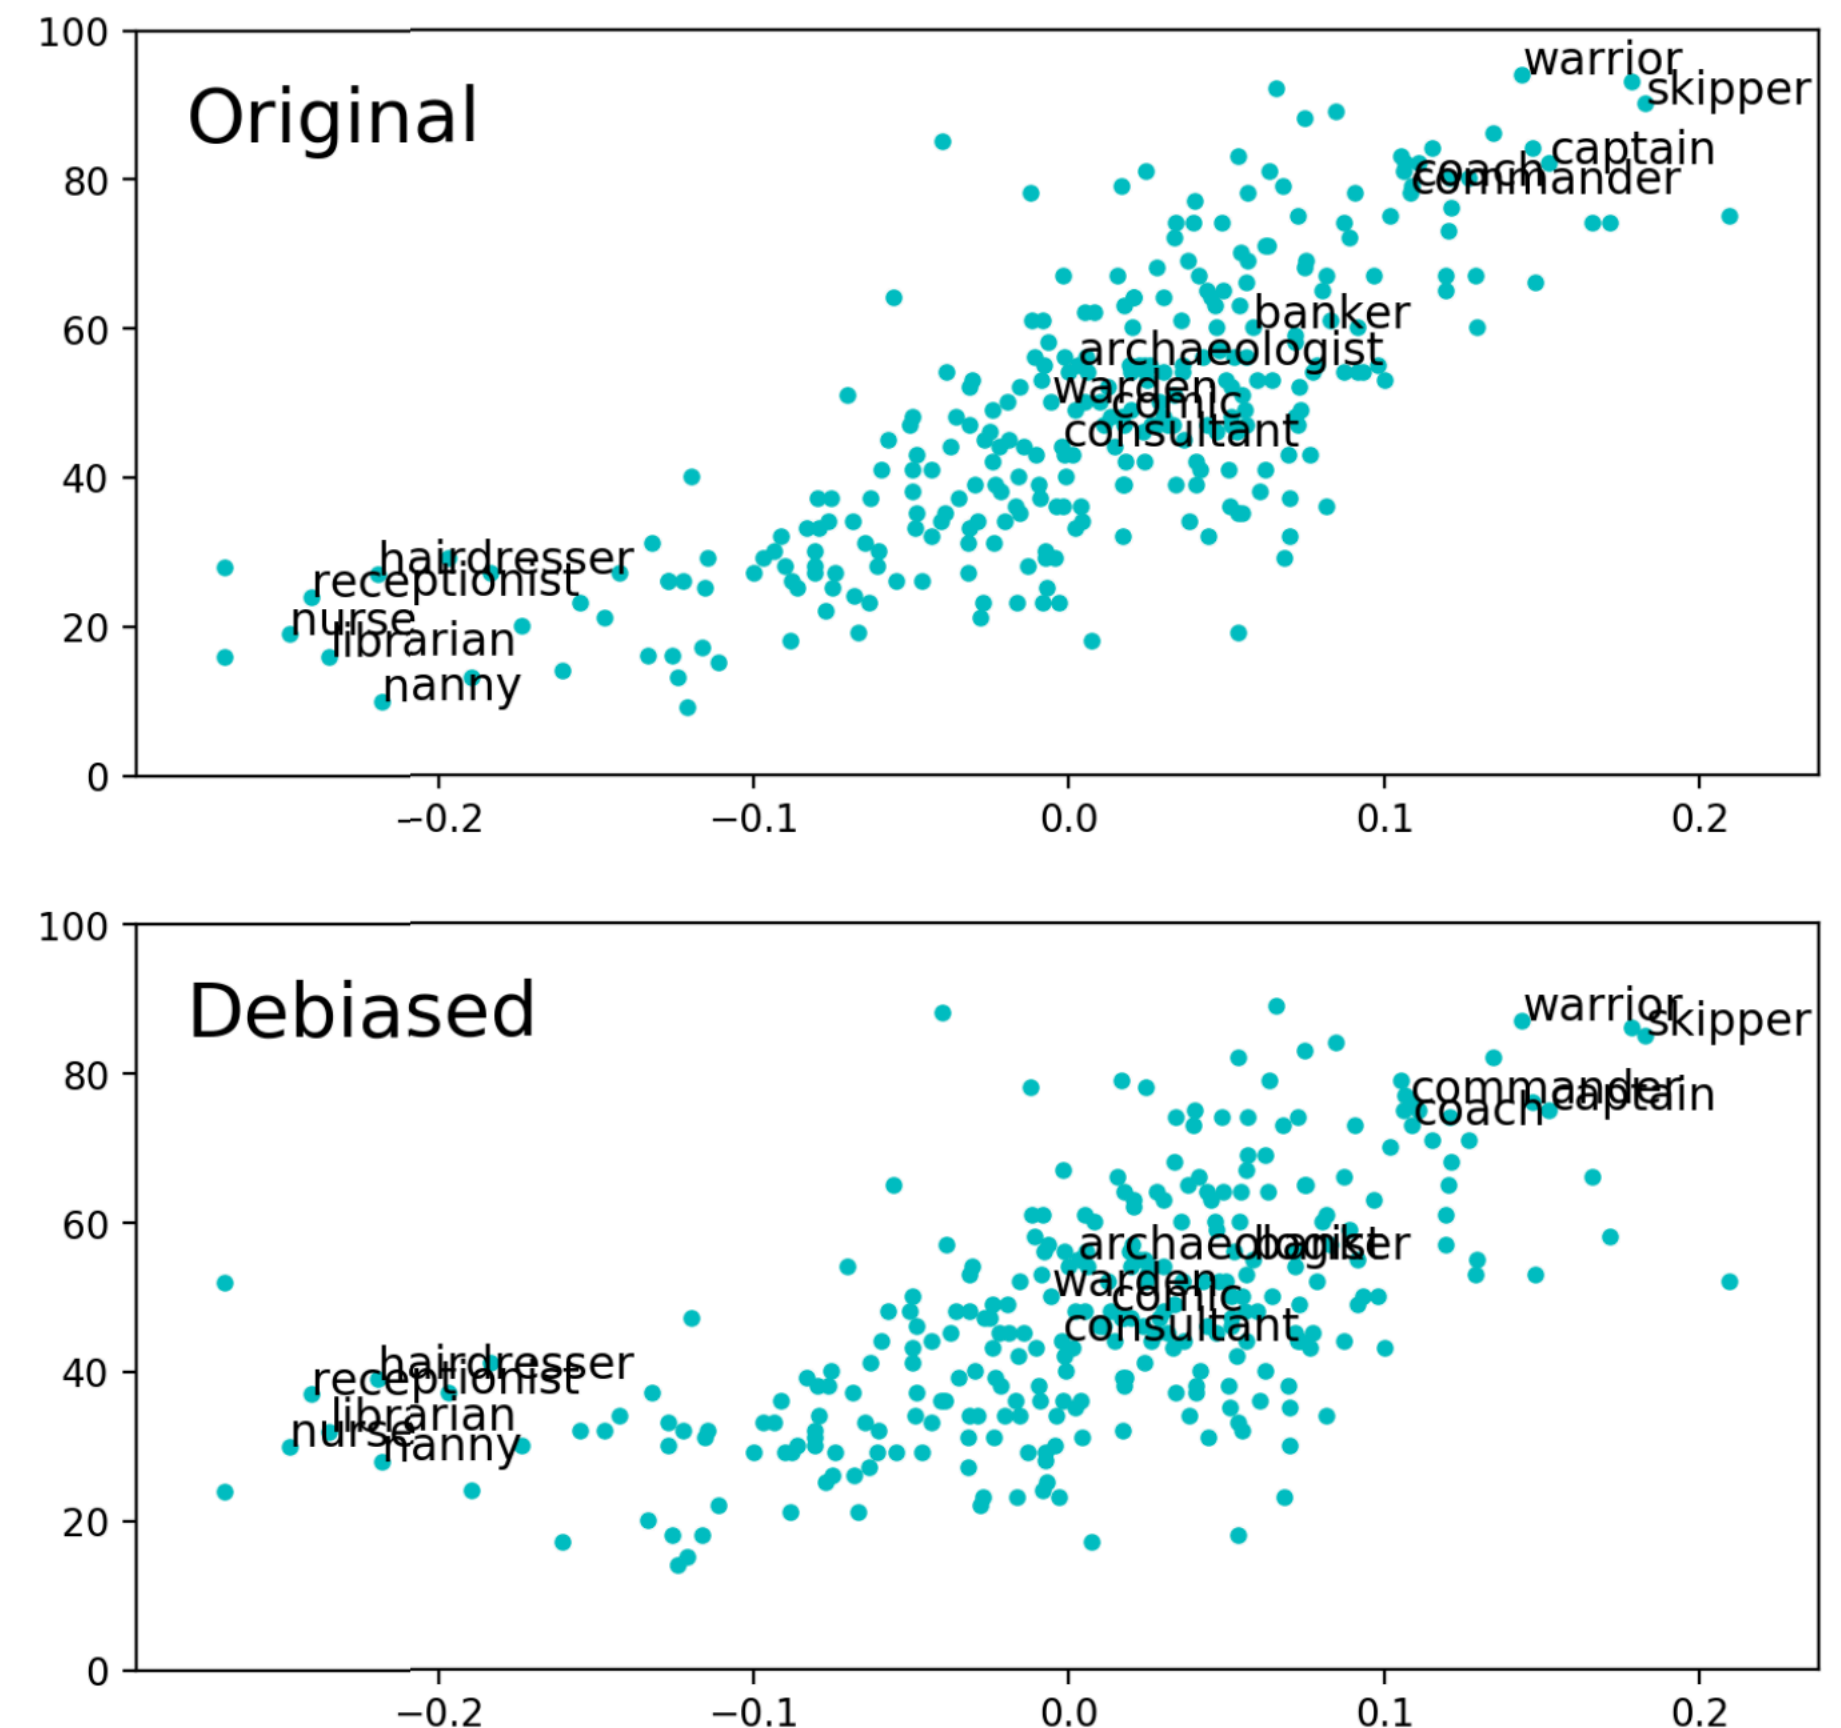 100
Original
warrior
skipper
captain
80
coach
commander
banker
60
archaeologist
warden
comic
consultant
40
hairdresser
receptionist
nurse
20
librarian
nanny
0
−0.2 −0.1 0.0 0.1 0.2
100
Debiased
warrior
skipper
80
commander
captain
coach
60
archaeologist
banker
warden
comic
consultant
40
hairdresser
receptionist
librarian
nurse
nanny
20
0
−0.2 −0.1 0.0 0.1 0.2